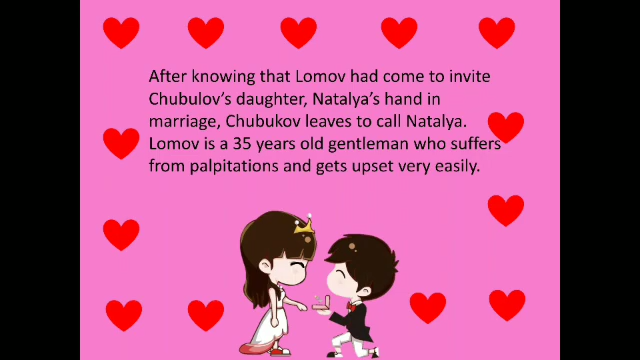 After knowing that Lomov had come to invite
Chubulov’s daughter, Natalya’s hand in
marriage, Chubukov leaves to call Natalya.
Lomov is a 35 years old gentleman who suffers
from palpitations and gets upset very easily.